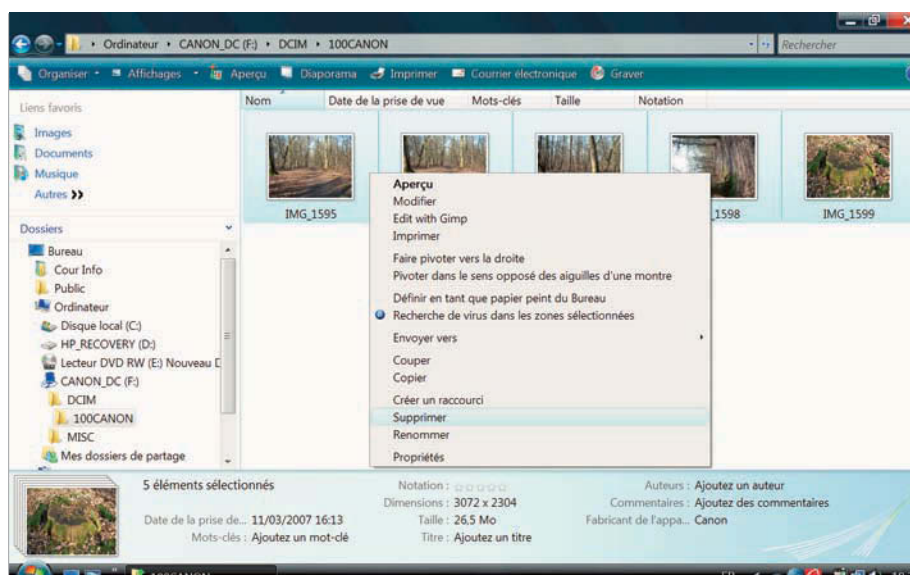 Ordinateur CANON_DC (F:) DCIM 100CANON
Rechercher
Organiser Affichages Aperçu Diaporama Imprimer Courrier électronique Graver
Liens favoris
Images
Documents
Musique
Autres
Dossiers
Bureau
Cour Info
Public
Ordinateur
Disque local (C:)
HP_RECOVERY (D:)
Lecteur DVD RW (E:) Nouveau
CANON_DC (F:)
DCIM
100CANON
MISC
Mes dossiers de partage
Nom Date de la prise de vue Mots-clés Taille Notation
IMG_1595
_1598
IMG_1599
Aperçu
Modifier
Edit with Gimp
Imprimer
Faire pivoter vers la droite
Pivoter dans le sens opposé des aiguilles d'une montre
Définir en tant que papier peint du Bureau
Recherche de virus dans les zones sélectionnées
Envoyer vers
Couper
Copier
Créer un raccourci
Supprimer
Renommer
Propriétés
5 éléments sélectionnés
Date de la prise de... 11/03/2007 16:13
Mots-clés : Ajoutez un mot-clé
Notation :
Dimensions : 3072 x 2304
Taille : 26,5 Mo
Titre : Ajoutez un titre
Auteurs : Ajoutez un auteur
Commentaires : Ajoutez des commentaires
Fabricant de l'appa... Canon
100CANON
FR